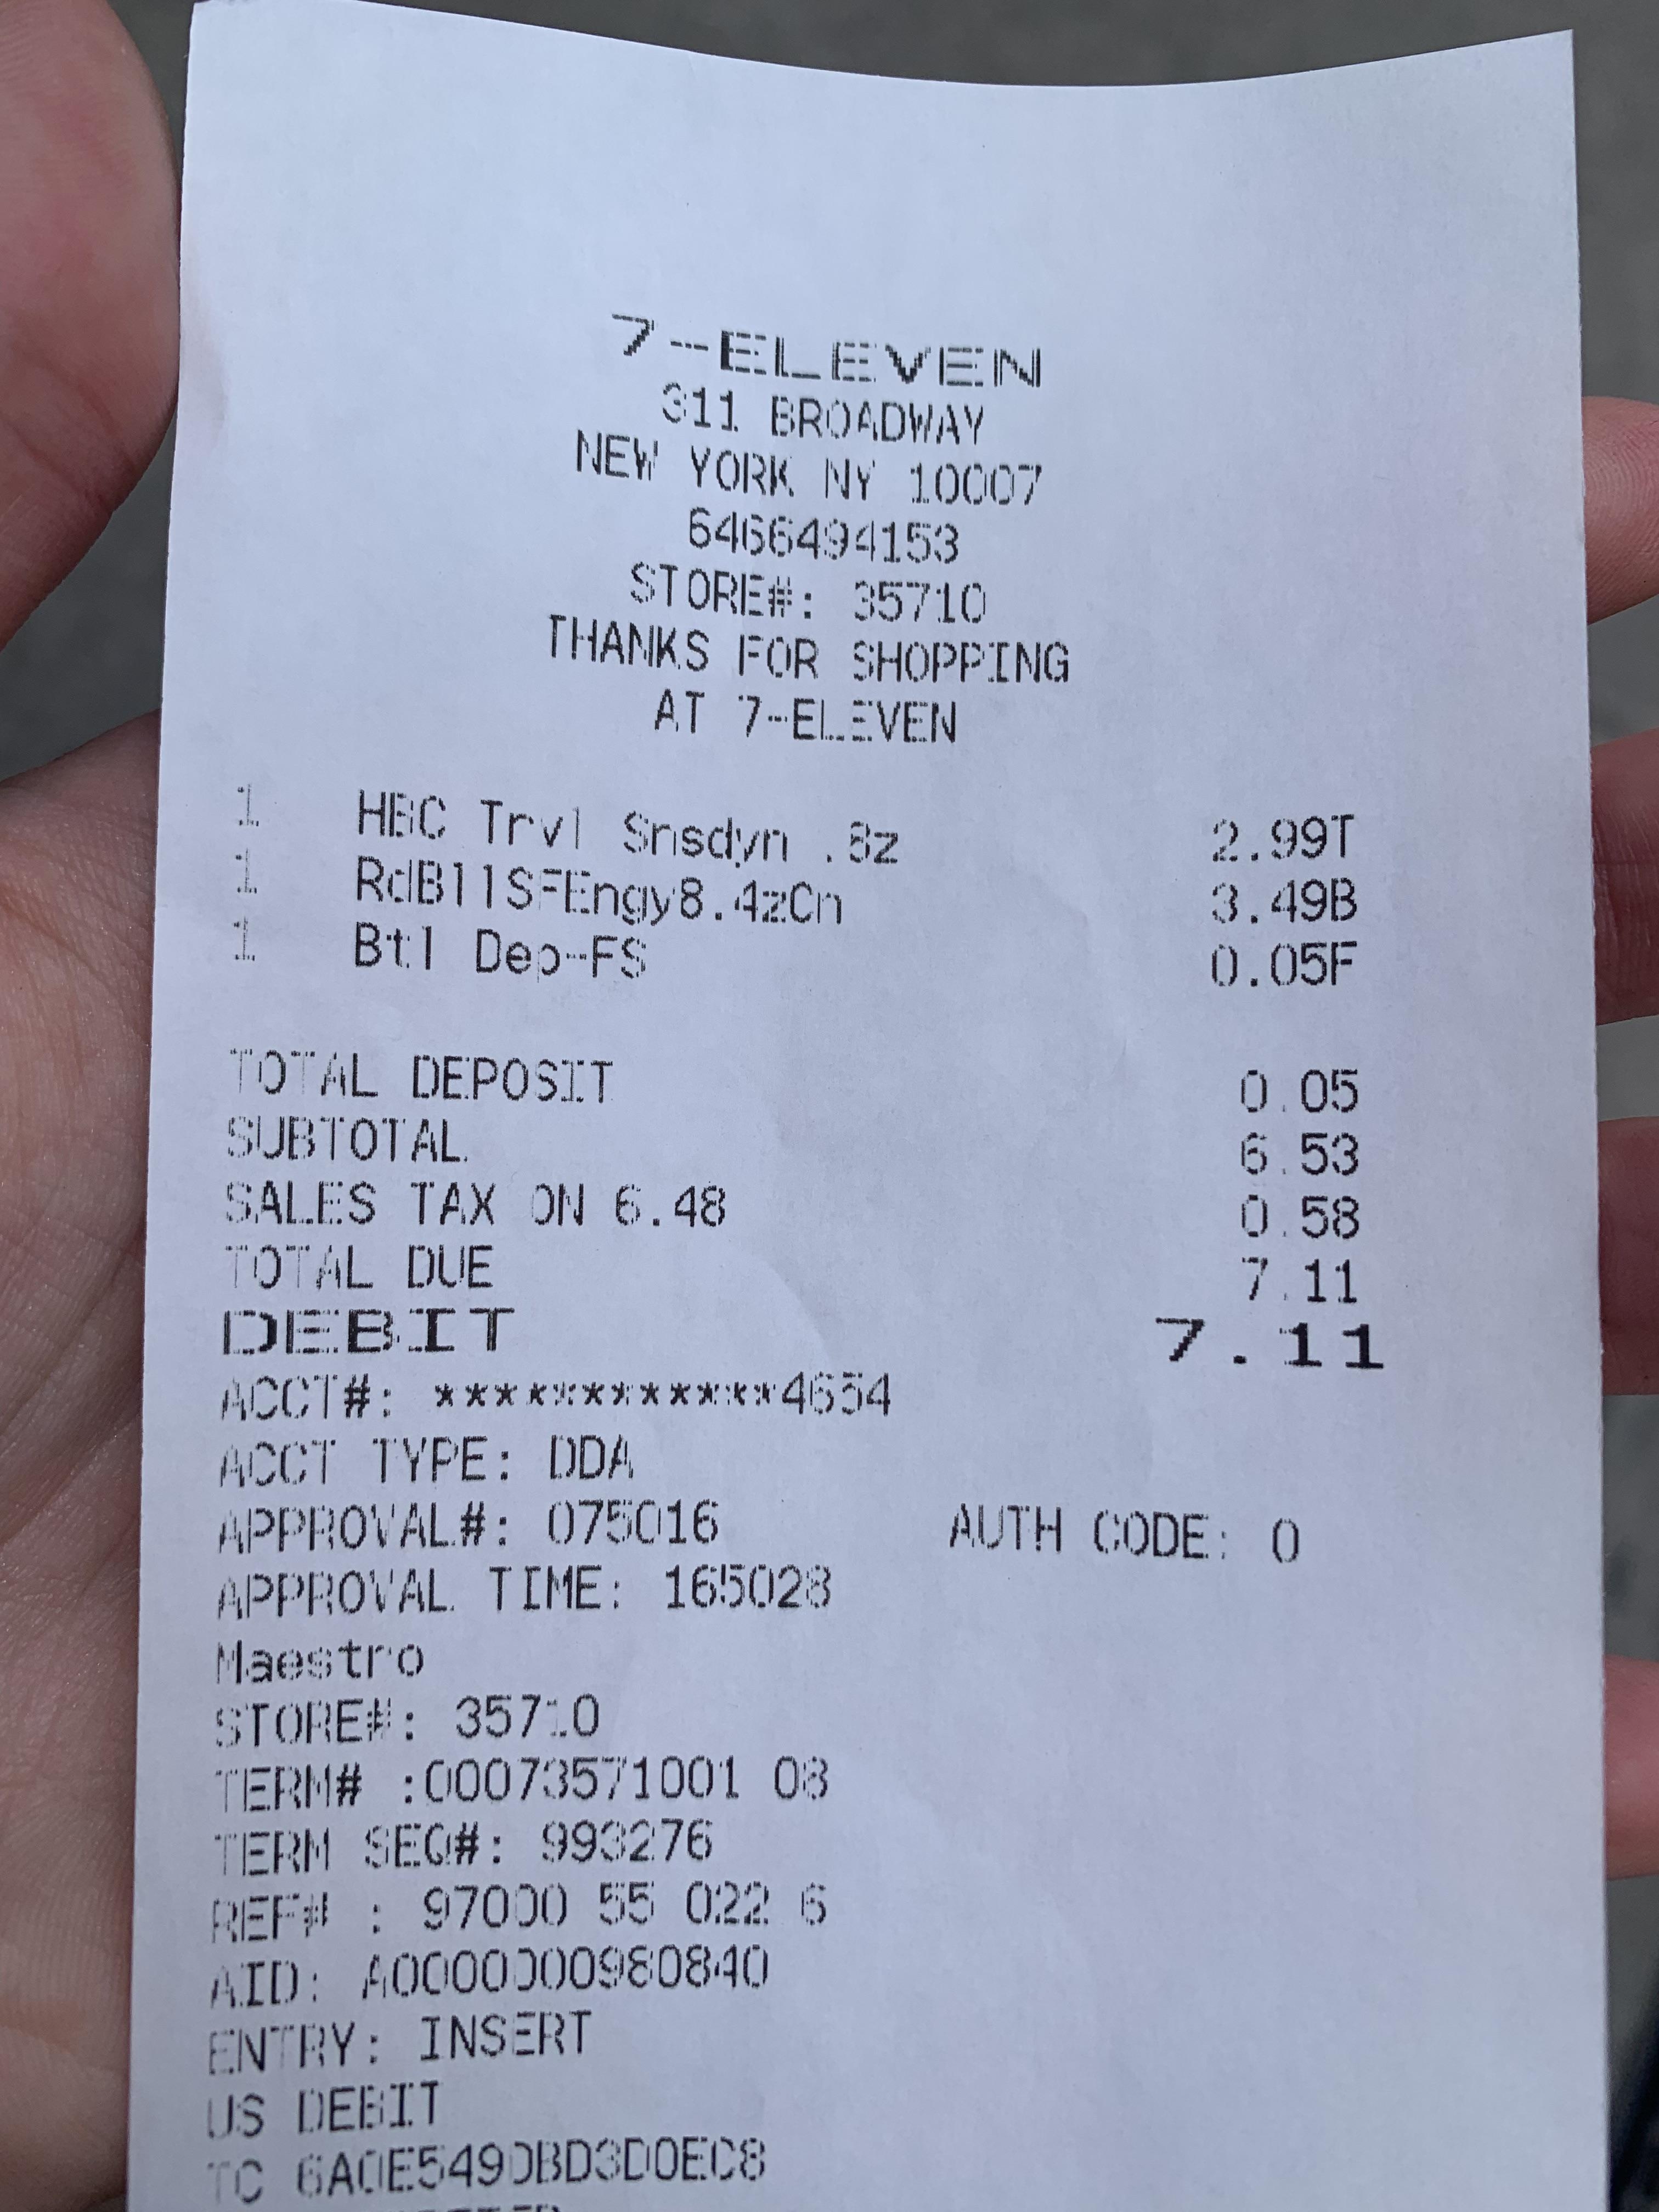 7-ELEVEN
311 BROADWAY
NEW YORK NY 10007
6466494153
STORE#: 35710
THANKS FOR SHOPPING
AT 7-ELEVEN
1 HBC Trvl Snsdyn .8z 2.99T
1 RdBllSFEngy8.4zCn 3.49B
1 Btl Dep-FS 0.05F
TOTAL DEPOSIT 0.05
SUBTOTAL 6.53
SALES TAX ON 6.48 0.58
TOTAL DUE 7.11
DEBIT 7.11
ACCT#: ************4654
ACCT TYPE: DDA
APPROVAL#: 075016 AUTH CODE: 0
APPROVAL TIME: 165028
Maestro
STORE#: 35710
TERM# :00073571001 08
TERM SEQ#: 993276
REF# : 97000 55 022 6
AID: A0000000980840
ENTRY: INSERT
US DEBIT
TC 6A0E5490BD3D0EC8